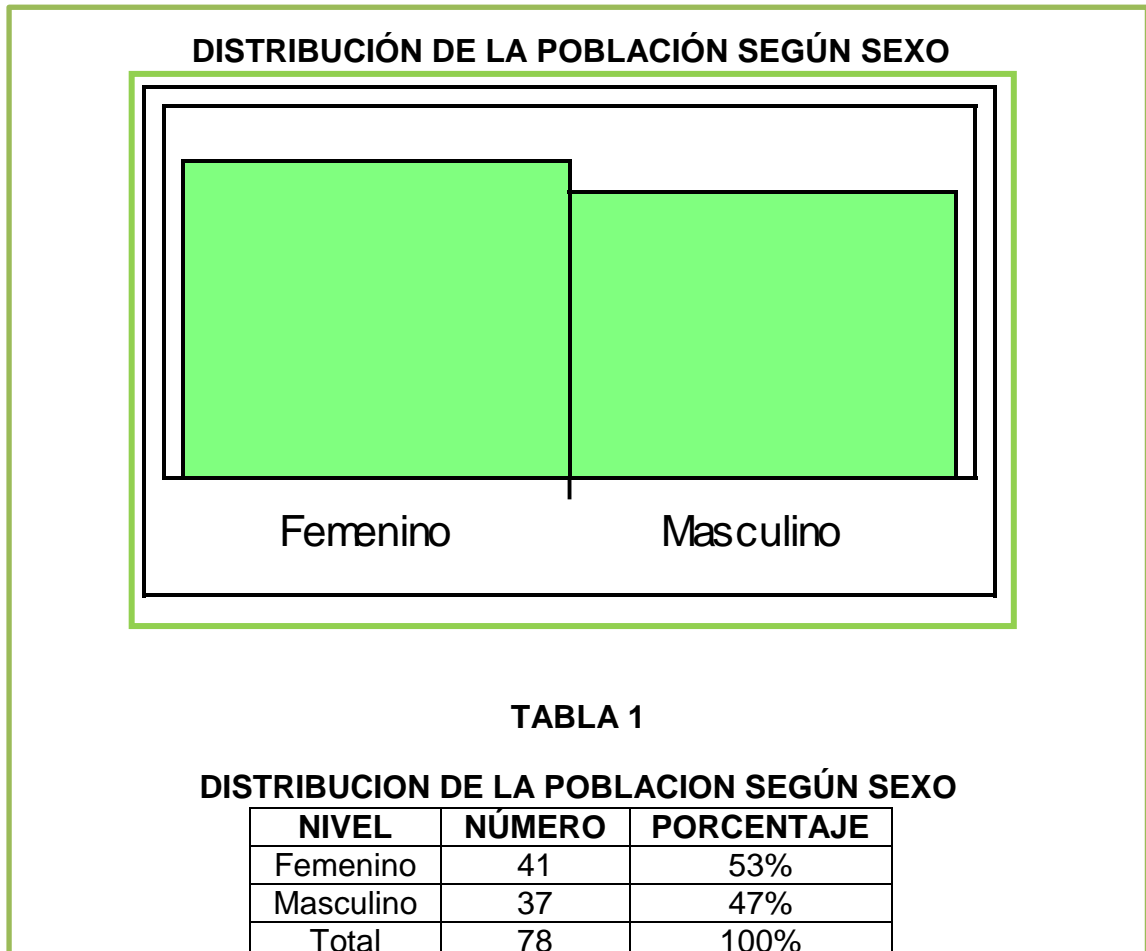 DISTRIBUCIÓN DE LA POBLACIÓN SEGÚN SEXO
Femenino Masculino
TABLA 1
DISTRIBUCION DE LA POBLACION SEGÚN SEXO
NIVEL NÚMERO PORCENTAJE
Femenino 41 53%
Masculino 37 47%
Total 78 100%